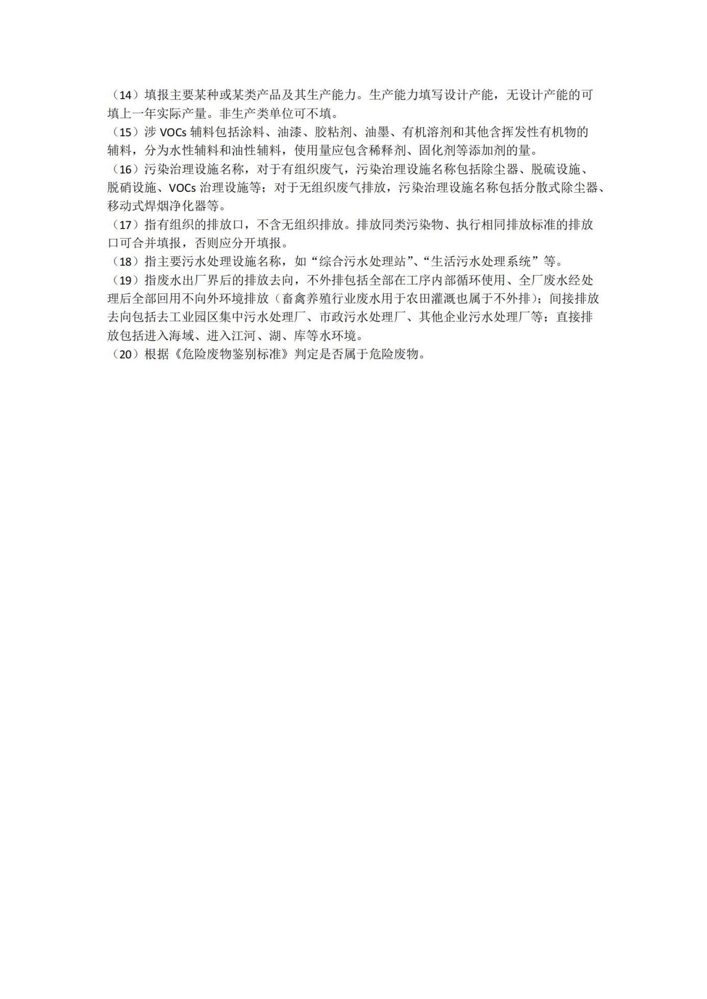 （14）填报主要某种或某类产品及其生产能力。生产能力填写设计产能，无设计产能的可
填上一年实际产量。非生产类单位可不填。
（15）涉 VOCs 辅料包括涂料、油漆、胶粘剂、油墨、有机溶剂和其他含挥发性有机物的
辅料，分为水性辅料和油性辅料，使用量应包含稀释剂、固化剂等添加剂的量。
（16）污染治理设施名称，对于有组织废气，污染治理设施名称包括除尘器、脱硫设施、
脱硝设施、VOCs 治理设施等；对于无组织废气排放，污染治理设施名称包括分散式除尘器、
移动式焊烟净化器等。
（17）指有组织的排放口，不含无组织排放。排放同类污染物、执行相同排放标准的排放
口可合并填报，否则应分开填报。
（18）指主要污水处理设施名称，如“综合污水处理站”、“生活污水处理系统”等。
（19）指废水出厂界后的排放去向，不外排包括全部在工序内部循环使用、全厂废水经处
理后全部回用不向外环境排放（畜禽养殖行业废水用于农田灌溉也属于不外排）；间接排放
去向包括去工业园区集中污水处理厂、市政污水处理厂、其他企业污水处理厂等；直接排
放包括进入海域、进入江河、湖、库等水环境。
（20）根据《危险废物鉴别标准》判定是否属于危险废物。